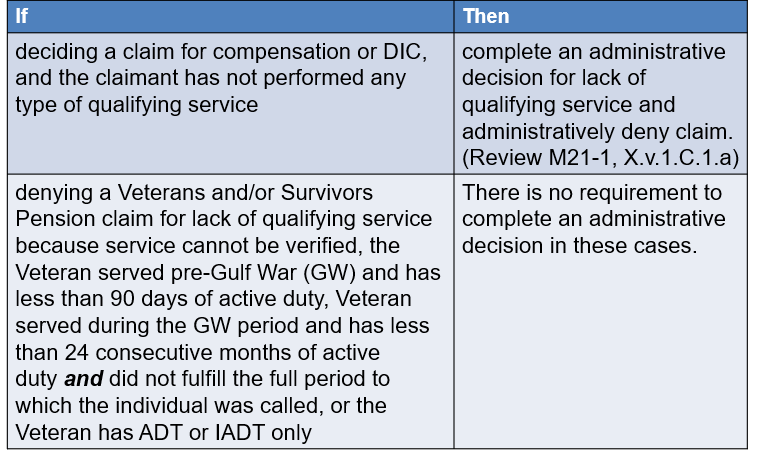 If
Then
deciding a claim for compensation or DIC,
and the claimant has not performed any
type of qualifying service
complete an administrative
decision for lack of
qualifying service and
administratively deny claim.
(Review M21-1, X.v.1.C.1.a)
denying a Veterans and/or Survivors
Pension claim for lack of qualifying service
because service cannot be verified, the
Veteran served pre-Gulf War (GW) and has
less than 90 days of active duty, Veteran
served during the GW period and has less
than 24 consecutive months of active
duty and did not fulfill the full period to
which the individual was called, or the
Veteran has ADT or IADT only
There is no requirement to
complete an administrative
decision in these cases.